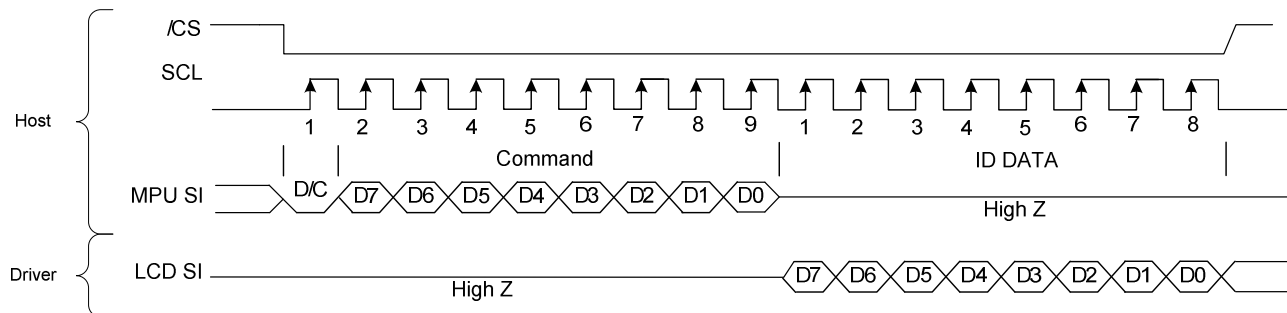 /CS
SCL
Host
1 2 3 4 5 6 7 8 9 1 2 3 4 5 6 7 8
Command ID DATA
MPU SI D/C D7 D6 D5 D4 D3 D2 D1 D0 High Z
Driver LCD SI High Z D7 D6 D5 D4 D3 D2 D1 D0